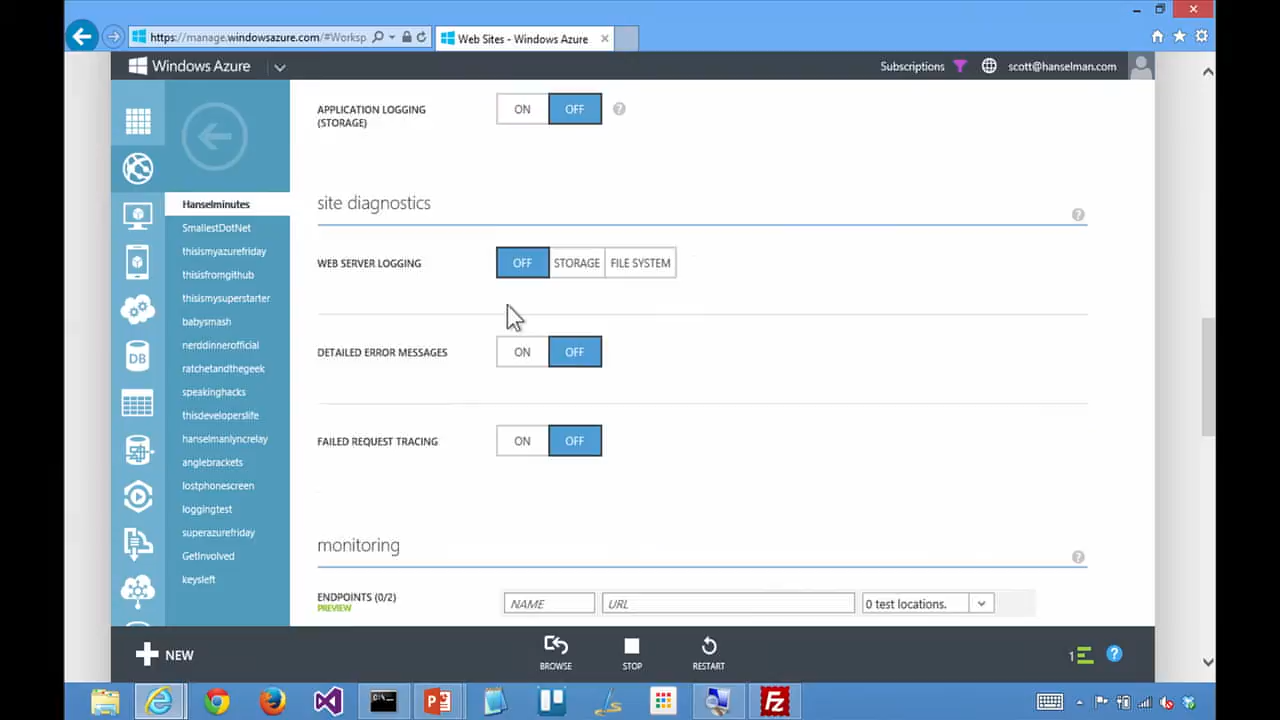 https://manage.windowsazure.com/#Worksp
Web Sites - Windows Azure
Windows Azure
Subscriptions
scott@hanselman.com
APPLICATION LOGGING
(STORAGE)
ON OFF ?
site diagnostics
?
WEB SERVER LOGGING
OFF STORAGE FILE SYSTEM
DETAILED ERROR MESSAGES
ON OFF
FAILED REQUEST TRACING
ON OFF
monitoring
?
ENDPOINTS (0/2)
PREVIEW
NAME URL 0 test locations.
Hanselminutes
SmallestDotNet
thisismyazurefriday
thisisfromgithub
thisismysuperstarter
babysmash
nerddinnerofficial
ratchetandthegeek
speakinghacks
thisdeveloperslife
hanselmanlyncrelay
anglebrackets
lostphonescreen
loggingtest
superazurefriday
GetInvolved
keysleft
DB
NEW
BROWSE
STOP
RESTART
1
?
Fz